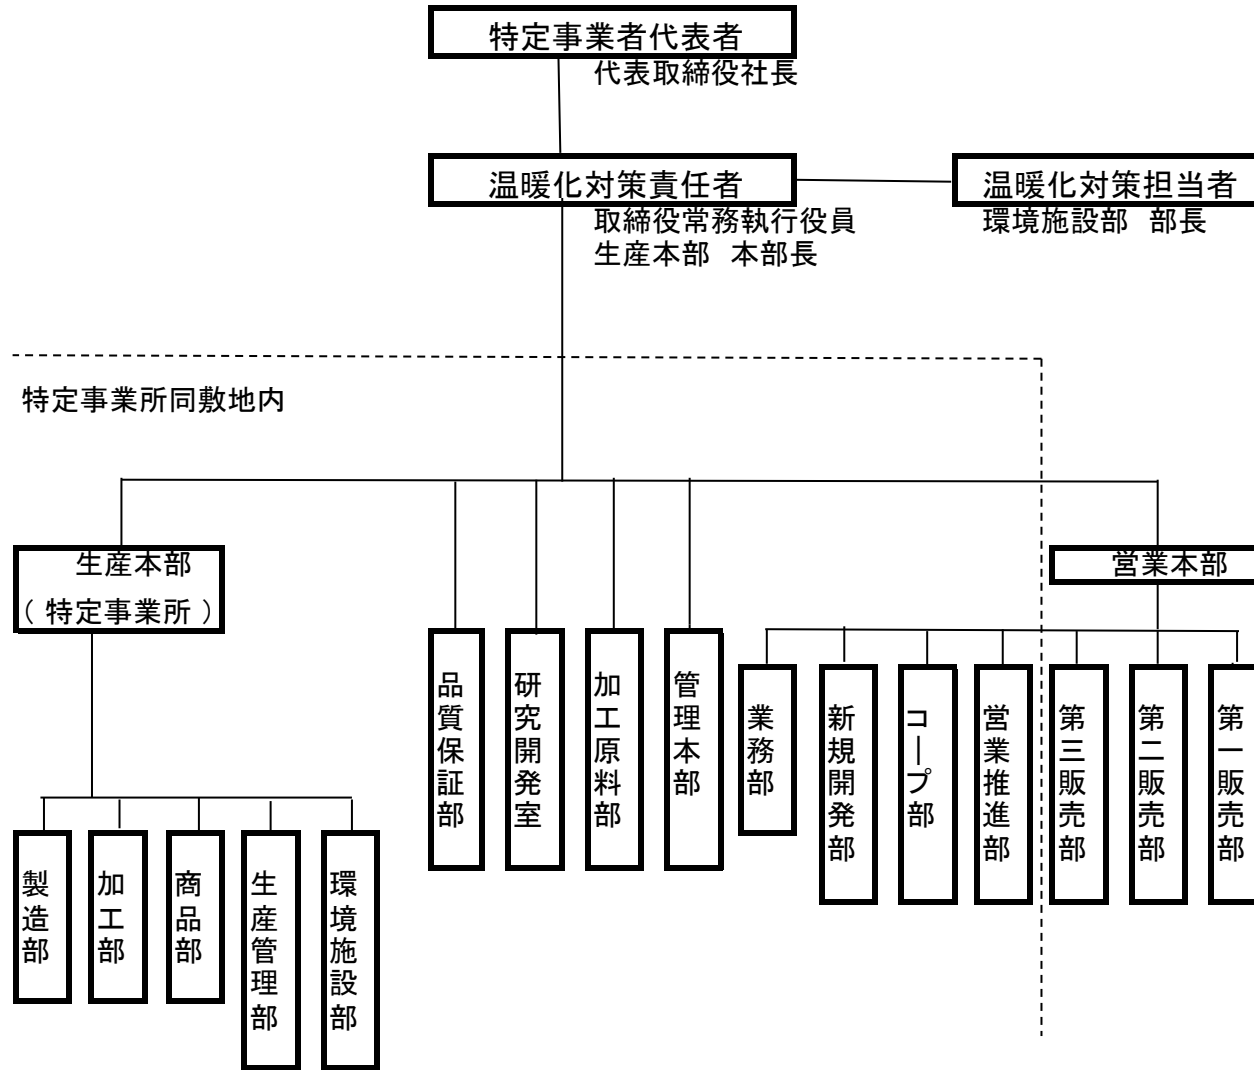 特定事業者代表者
代表取締役社長
温暖化対策責任者
温暖化対策担当者
取締役常務執行役員
環境施設部 部長
生産本部 本部長
特定事業所同敷地内
生産本部
（特定事業所）
営業本部
品質保証部
研究開発室
加工原料部
管理本部
業務部
新規開発部
コープ部
営業推進部
第三販売部
第二販売部
第一販売部
製造部
加工部
商品部
生産管理部
環境施設部